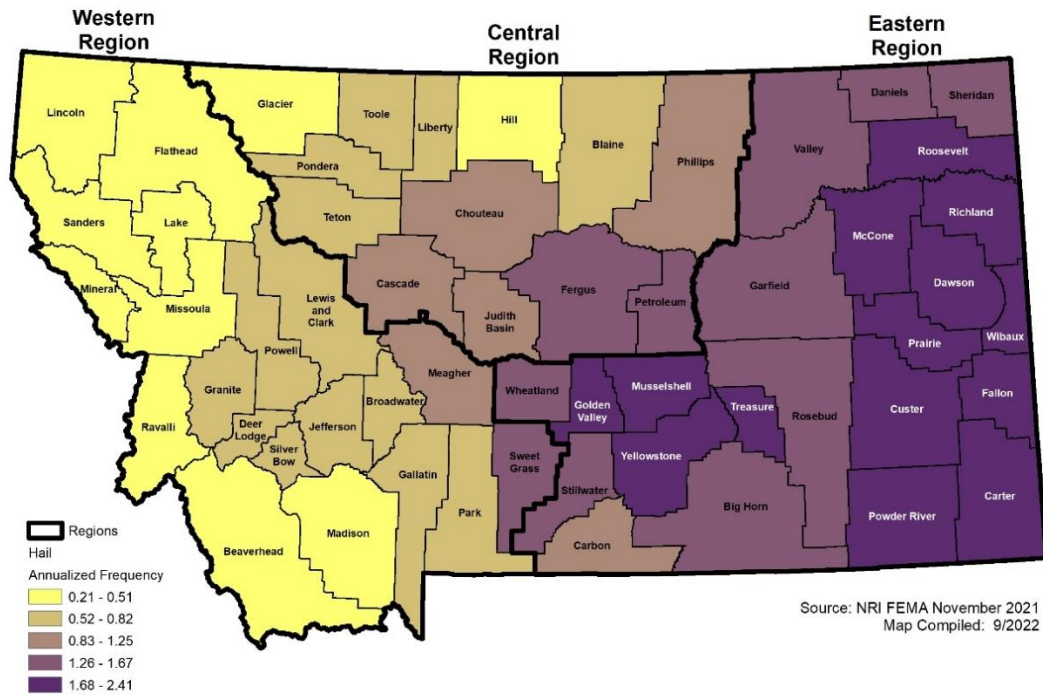 Western
Region
Central
Region
Eastern
Region
Lincoln
Flathead
Glacier
Toole
Liberty
Hill
Blaine
Phillips
Valley
Daniels
Sheridan
Roosevelt
Pondera
Teton
Chouteau
Sanders
Lake
Richland
McCone
Mineral
Missoula
Lewis
and
Clark
Cascade
Judith
Basin
Fergus
Petroleum
Garfield
Dawson
Powell
Prairie
Wibaux
Granite
Meagher
Broadwater
Wheatland
Golden
Valley
Musselshell
Treasure
Rosebud
Custer
Fallon
Ravalli
Deer
Lodge
Silver
Bow
Jefferson
Gallatin
Park
Sweet
Grass
Stillwater
Yellowstone
Big Horn
Powder River
Carter
Beaverhead
Madison
Carbon
Regions
Hail
Annualized Frequency
0.21 - 0.51
0.52 - 0.82
0.83 - 1.25
1.26 - 1.67
1.68 - 2.41
Source: NRI FEMA November 2021
Map Compiled: 9/2022